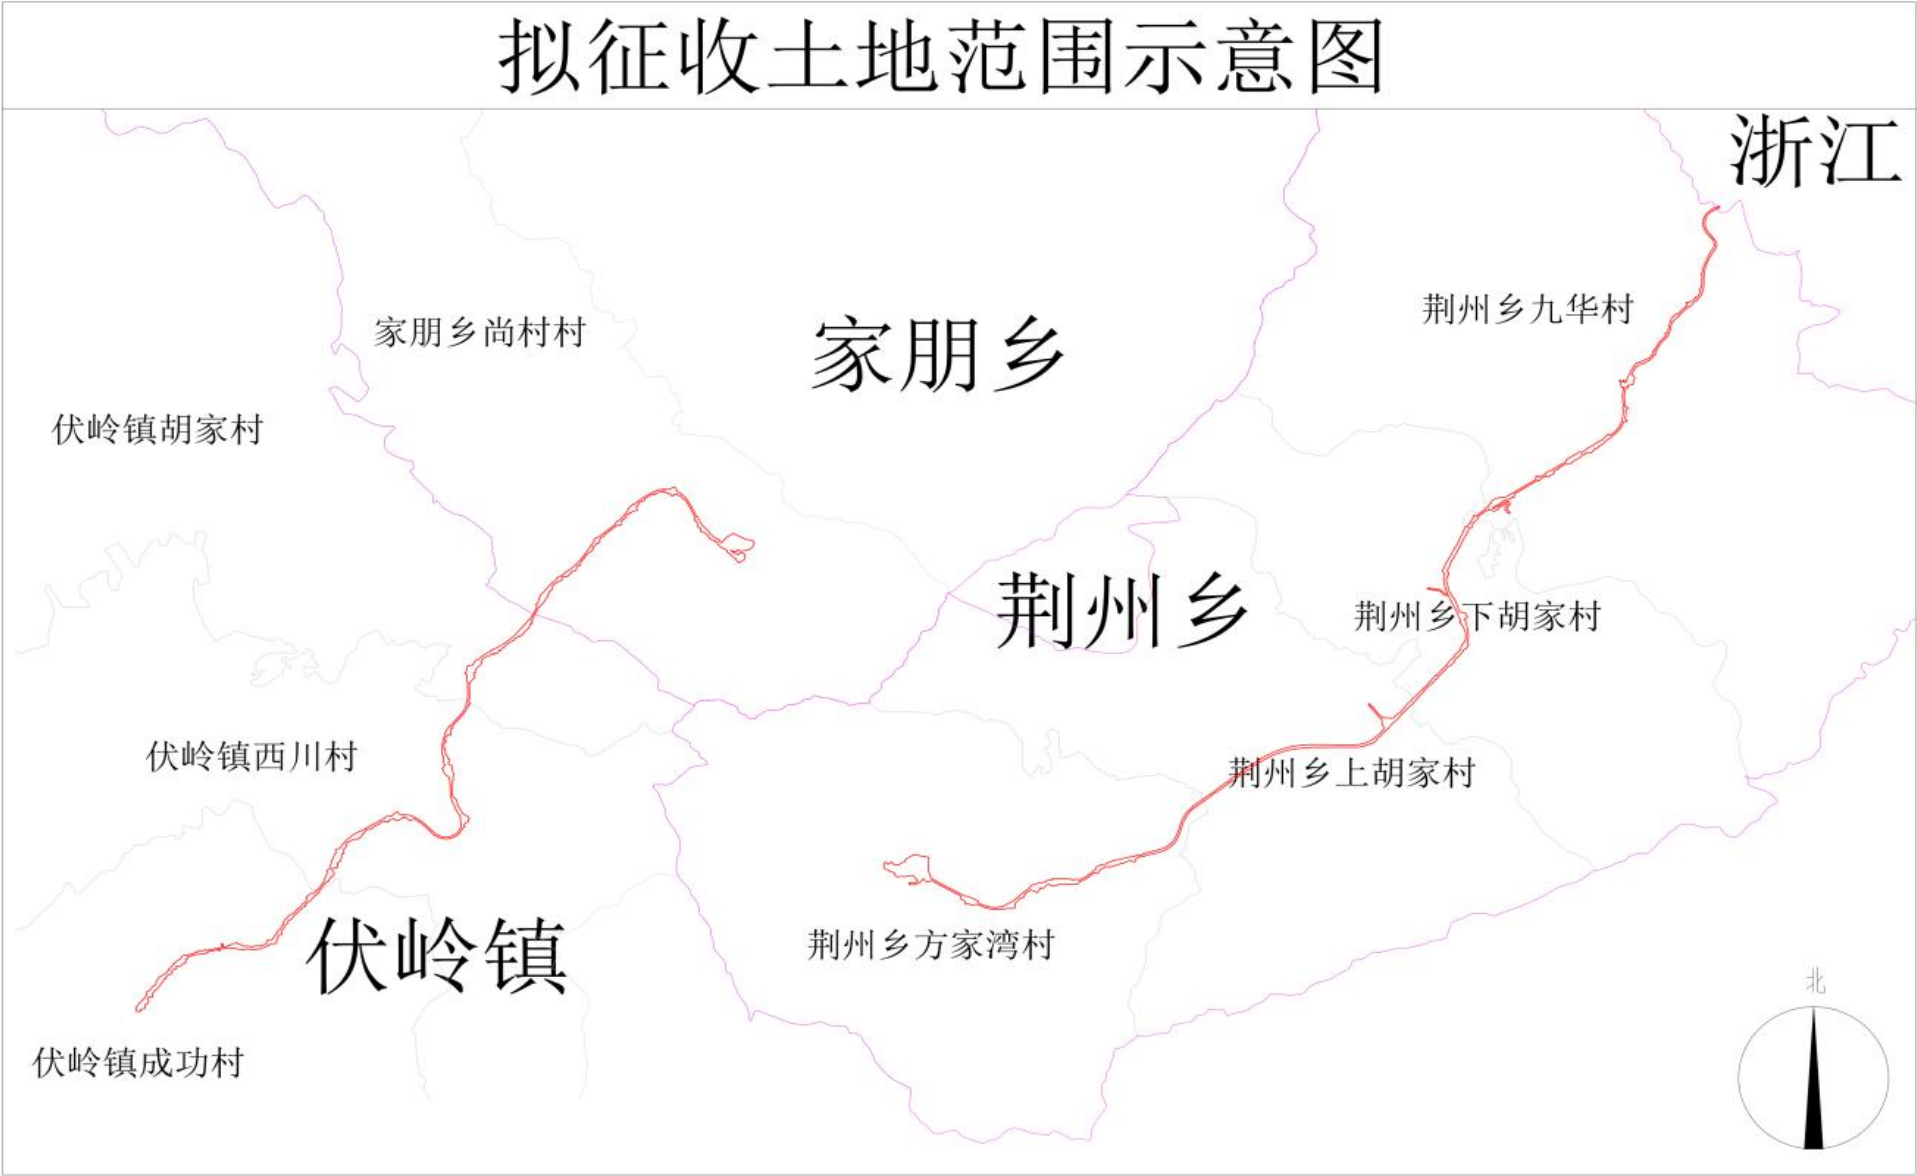 拟征收土地范围示意图
浙江
荆州乡九华村
家朋乡尚村村
家朋乡
伏岭镇胡家村
荆州乡
荆州乡下胡家村
伏岭镇西川村
荆州乡上胡家村
伏岭镇
荆州乡方家湾村
北
伏岭镇成功村